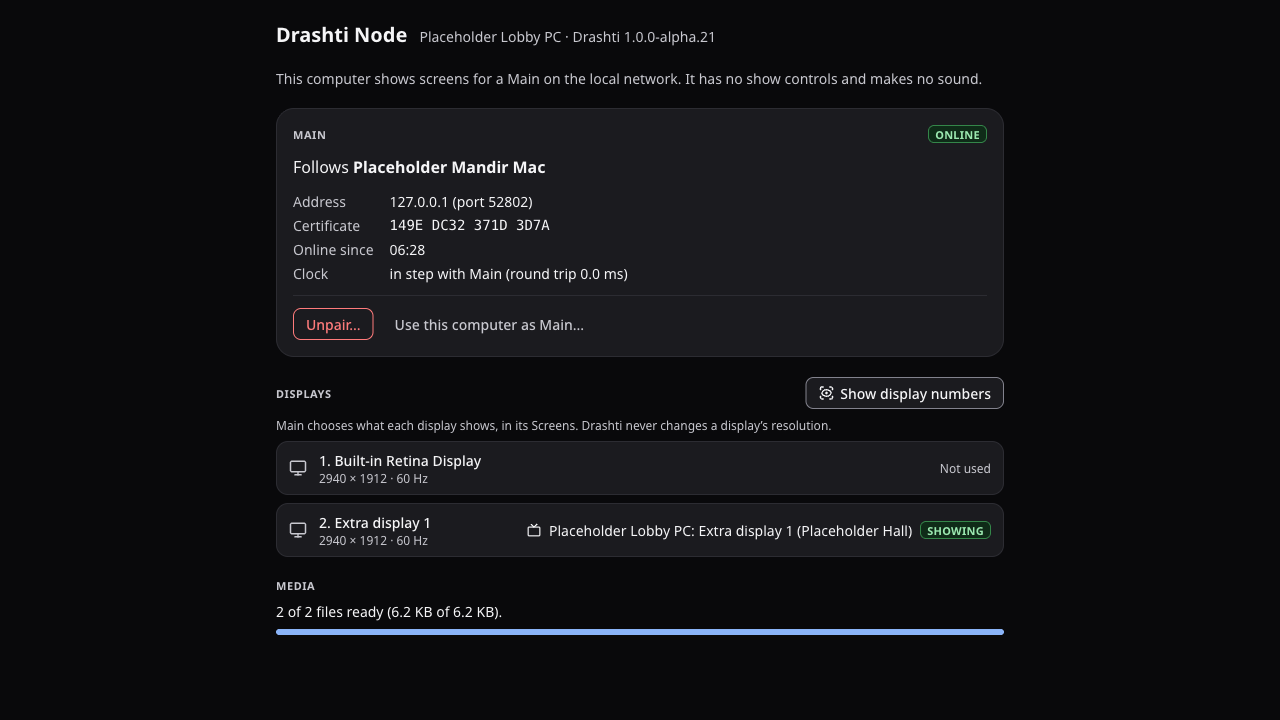 Drashti Node Placeholder Lobby PC · Drashti 1.0.0-alpha.21
This computer shows screens for a Main on the local network. It has no show controls and makes no sound.
MAIN ONLINE
Follows Placeholder Mandir Mac
Address 127.0.0.1 (port 52802)
Certificate 149E DC32 371D 3D7A
Online since 06:28
Clock in step with Main (round trip 0.0 ms)
Unpair... Use this computer as Main...
DISPLAYS Show display numbers
Main chooses what each display shows, in its Screens. Drashti never changes a display's resolution.
1. Built-in Retina Display
2940 × 1912 · 60 Hz
Not used
2. Extra display 1
2940 × 1912 · 60 Hz
Placeholder Lobby PC: Extra display 1 (Placeholder Hall) SHOWING
MEDIA
2 of 2 files ready (6.2 KB of 6.2 KB).